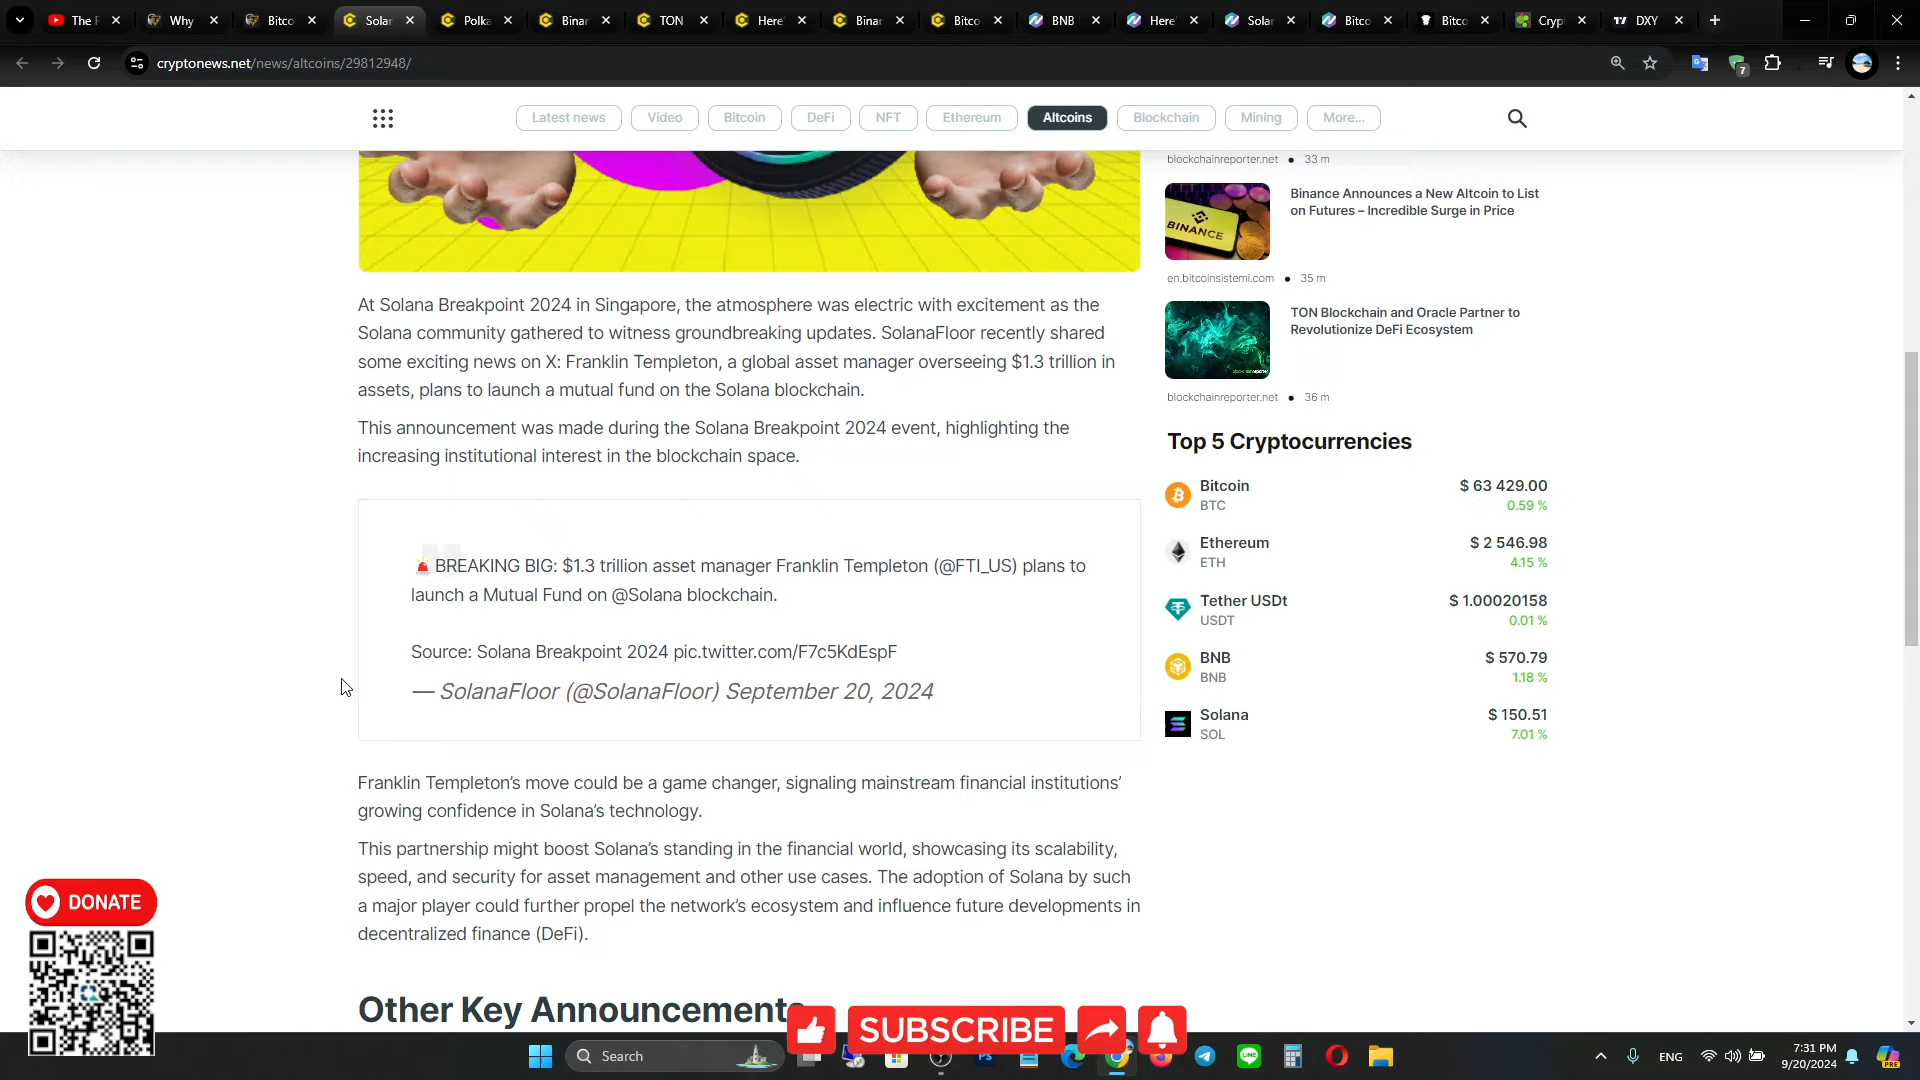 The R
Why
Bitco
Solar
Polka
Binar
TON
Here'
Binar
Bitco
BNB
Here'
Solar
Bitco
Bitco
Cryp
DXY
cryptonews.net/news/altcoins/29812948/
7
Latest news
Video
Bitcoin
DeFi
NFT
Ethereum
Altcoins
Blockchain
Mining
More...
At Solana Breakpoint 2024 in Singapore, the atmosphere was electric with excitement as the
Solana community gathered to witness groundbreaking updates. SolanaFloor recently shared
some exciting news on X: Franklin Templeton, a global asset manager overseeing $1.3 trillion in
assets, plans to launch a mutual fund on the Solana blockchain.
This announcement was made during the Solana Breakpoint 2024 event, highlighting the
increasing institutional interest in the blockchain space.
🚨BREAKING BIG: $1.3 trillion asset manager Franklin Templeton (@FTI_US) plans to
launch a Mutual Fund on @Solana blockchain.
Source: Solana Breakpoint 2024 pic.twitter.com/F7c5KdEspF
— SolanaFloor (@SolanaFloor) September 20, 2024
Franklin Templeton's move could be a game changer, signaling mainstream financial institutions'
growing confidence in Solana's technology.
This partnership might boost Solana's standing in the financial world, showcasing its scalability,
speed, and security for asset management and other use cases. The adoption of Solana by such
a major player could further propel the network's ecosystem and influence future developments in
decentralized finance (DeFi).
Other Key Announcements
blockchainreporter.net ● 33 m
BINANCE
Binance Announces a New Altcoin to List
on Futures – Incredible Surge in Price
en.bitcoinsistemi.com ● 35 m
TON Blockchain and Oracle Partner to
Revolutionize DeFi Ecosystem
blockchainreporter.net ● 36 m
Top 5 Cryptocurrencies
Bitcoin $ 63 429.00
BTC 0.59 %
Ethereum $ 2 546.98
ETH 4.15 %
Tether USDt $ 1.00020158
USDT 0.01 %
BNB $ 570.79
BNB 1.18 %
Solana $ 150.51
SOL 7.01 %
DONATE
SUBSCRIBE
Search
Ps
LINE
ENG
7:31 PM
9/20/2024
PRE